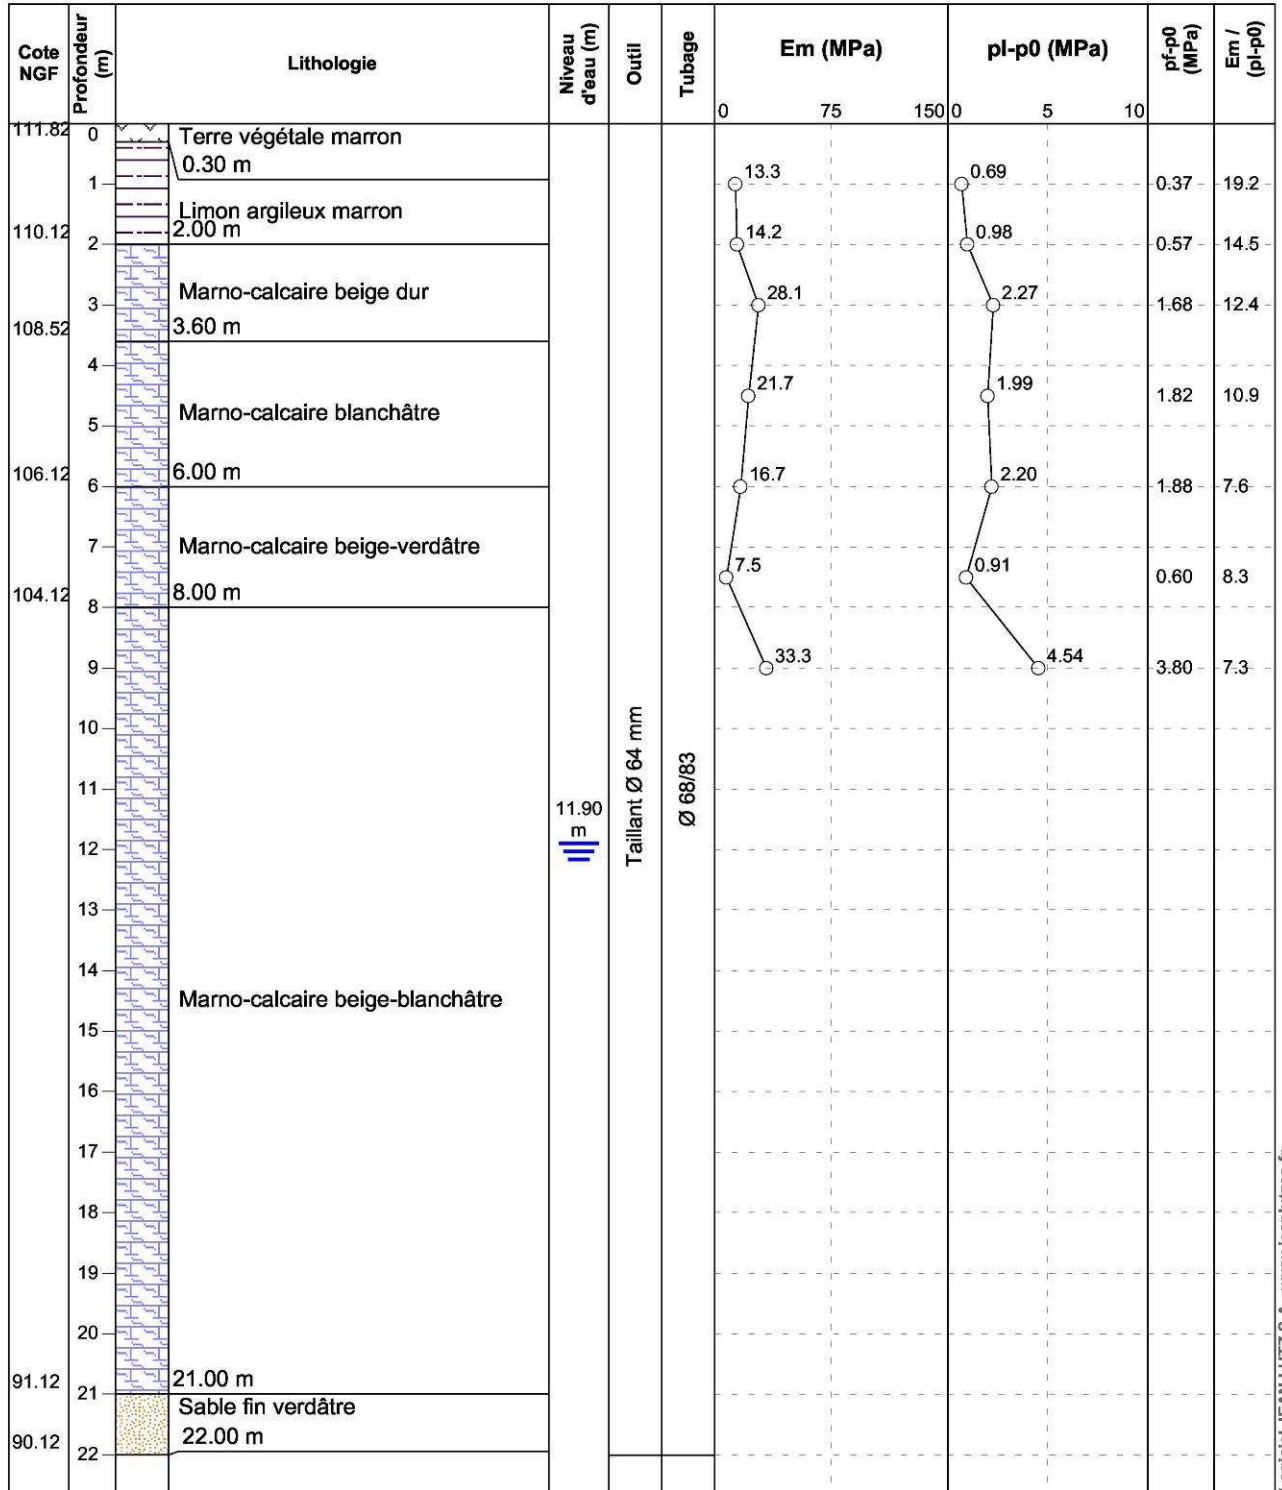 Cote NGF
Profondeur (m)
Lithologie
Niveau d'eau (m)
Outil
Tubage
Em (MPa)
pl-p0 (MPa)
pf-p0 (MPa)
Em / (pl-p0)
0 75 150 0 5 10
111.82 0 Terre végétale marron
0.30 m
1 13.3 0.69 0.37 19.2
Limon argileux marron
110.12 2.00 m
2 14.2 0.98 0.57 14.5
Marno-calcaire beige dur
3 28.1 2.27 1.68 12.4
108.52 3.60 m
4
21.7 1.99 1.82 10.9
Marno-calcaire blanchâtre
5
106.12 6.00 m
6 16.7 2.20 1.88 7.6
7 Marno-calcaire beige-verdâtre
7.5 0.91 0.60 8.3
104.12 8.00 m
8
9 33.3 4.54 3.80 7.3
10
11
11.90 m
Taillant Ø 64 mm
Ø 68/83
12
13
14
Marno-calcaire beige-blanchâtre
15
16
17
18
19
20
91.12 21.00 m
21
Sable fin verdâtre
90.12 22.00 m
22